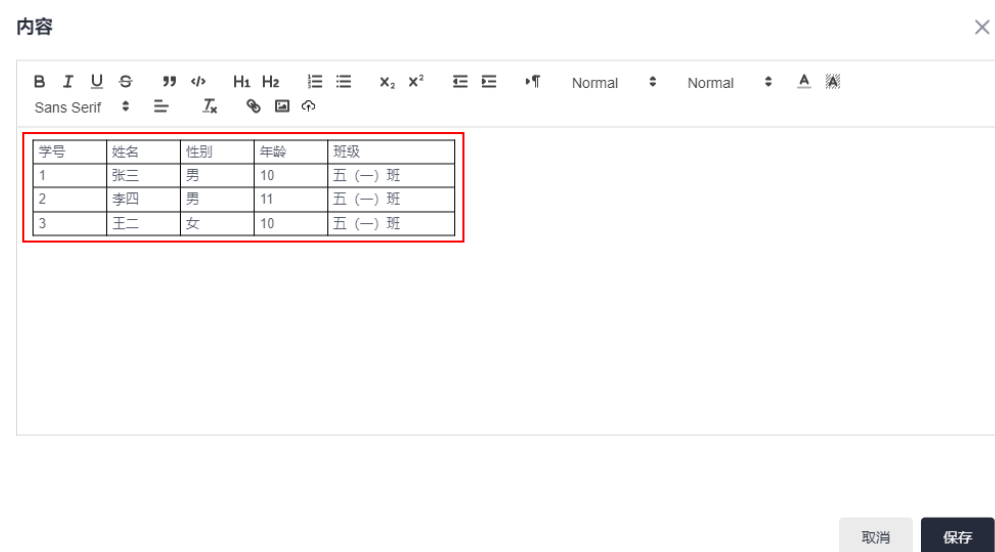 内容
B I U S ” </> H1 H2 X₂ X² ¶ Normal Normal A A
Sans Serif Tx
学号 姓名 性别 年龄 班级
1 张三 男 10 五（一）班
2 李四 男 11 五（一）班
3 王二 女 10 五（一）班
取消 保存